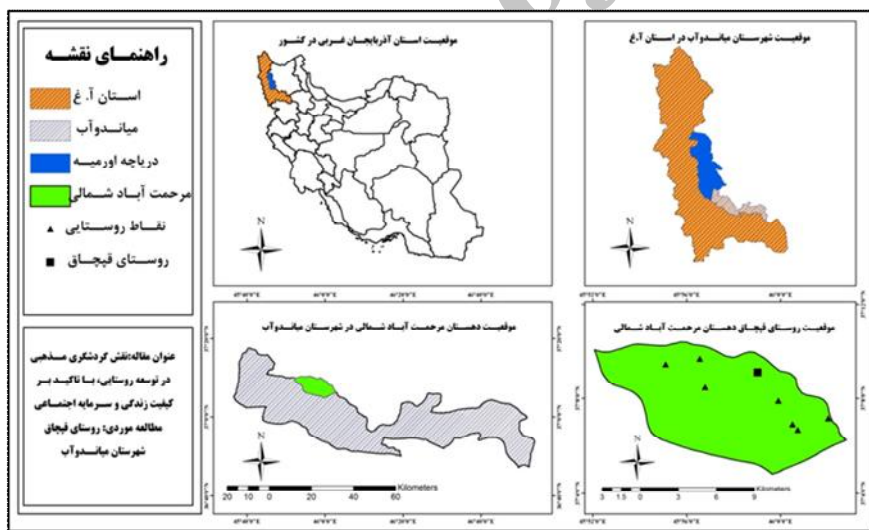 راهنمای نقشه
استان آ. غ
میاندوآب
دریاچه اورمیه
مرحمت آباد شمالی
نقاط روستایی
روستای قپچاق
عنوان مقاله:نقش گردشگری مذهبی
در توسعه روستایی، با تاکید بر
کیفیت زندگی و سرمایه اجتماعی
مطالعه موردی: روستای قپچاق
شهرستان میاندوآب
موقعیت استان آذربایجان غربی در کشور
N
موقعیت شهرستان میاندوآب در استان آ.غ
N
موقعیت دهستان مرحمت آباد شمالی در شهرستان میاندوآب
N
Kilometers
20 10 0 20 40 60
موقعیت روستای قپچاق دهستان مرحمت آباد شمالی
N
Kilometers
3 1.5 0 3 6 9